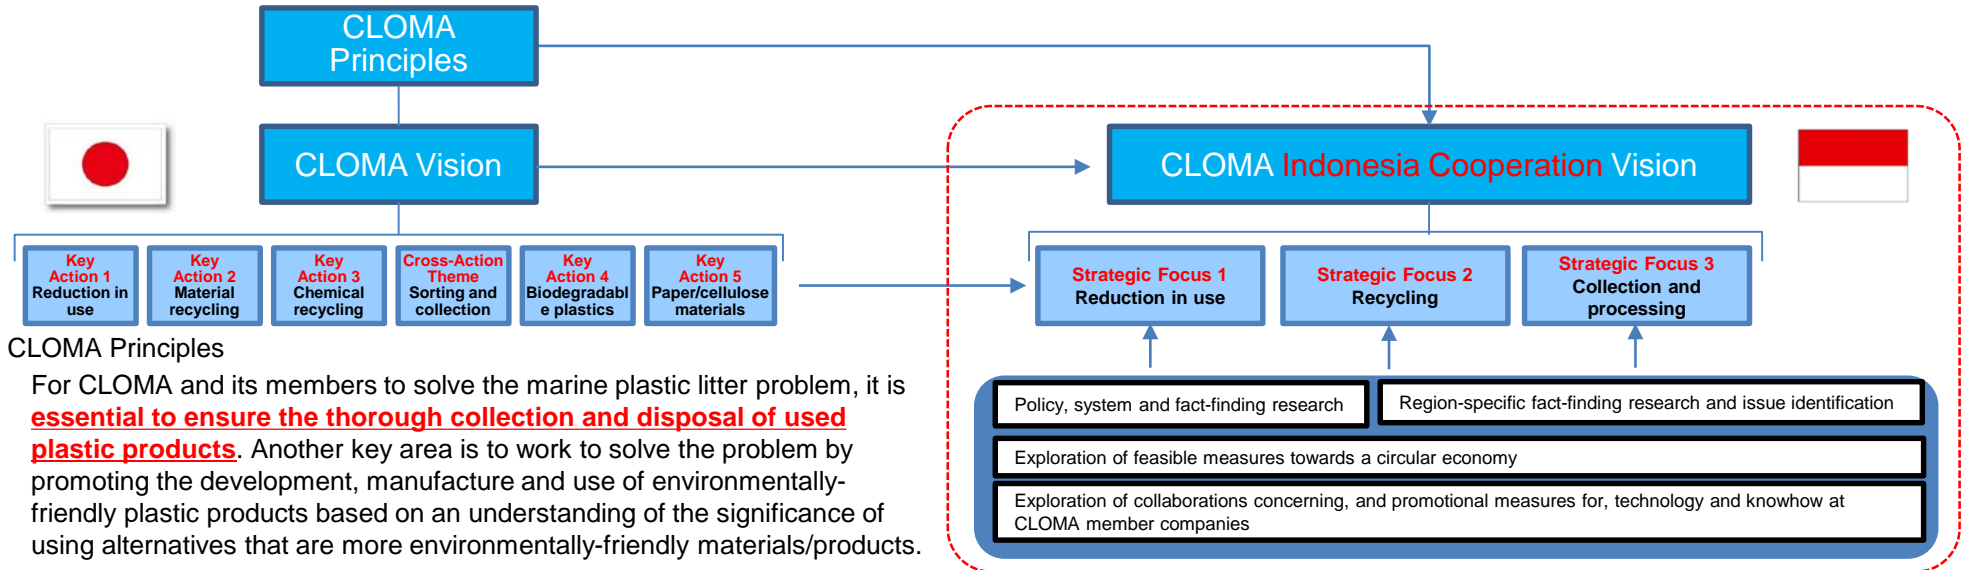 CLOMA
Principles
CLOMA Vision
CLOMA Indonesia Cooperation Vision
Key
Action 1
Reduction in
use
Key
Action 2
Material
recycling
Key
Action 3
Chemical
recycling
Cross-Action
Theme
Sorting and
collection
Key
Action 4
Biodegradabl
e plastics
Key
Action 5
Paper/cellulose
materials
Strategic Focus 1
Reduction in use
Strategic Focus 2
Recycling
Strategic Focus 3
Collection and
processing
CLOMA Principles
For CLOMA and its members to solve the marine plastic litter problem, it is
essential to ensure the thorough collection and disposal of used
plastic products. Another key area is to work to solve the problem by
promoting the development, manufacture and use of environmentally-
friendly plastic products based on an understanding of the significance of
using alternatives that are more environmentally-friendly materials/products.
Policy, system and fact-finding research
Region-specific fact-finding research and issue identification
Exploration of feasible measures towards a circular economy
Exploration of collaborations concerning, and promotional measures for, technology and knowhow at
CLOMA member companies